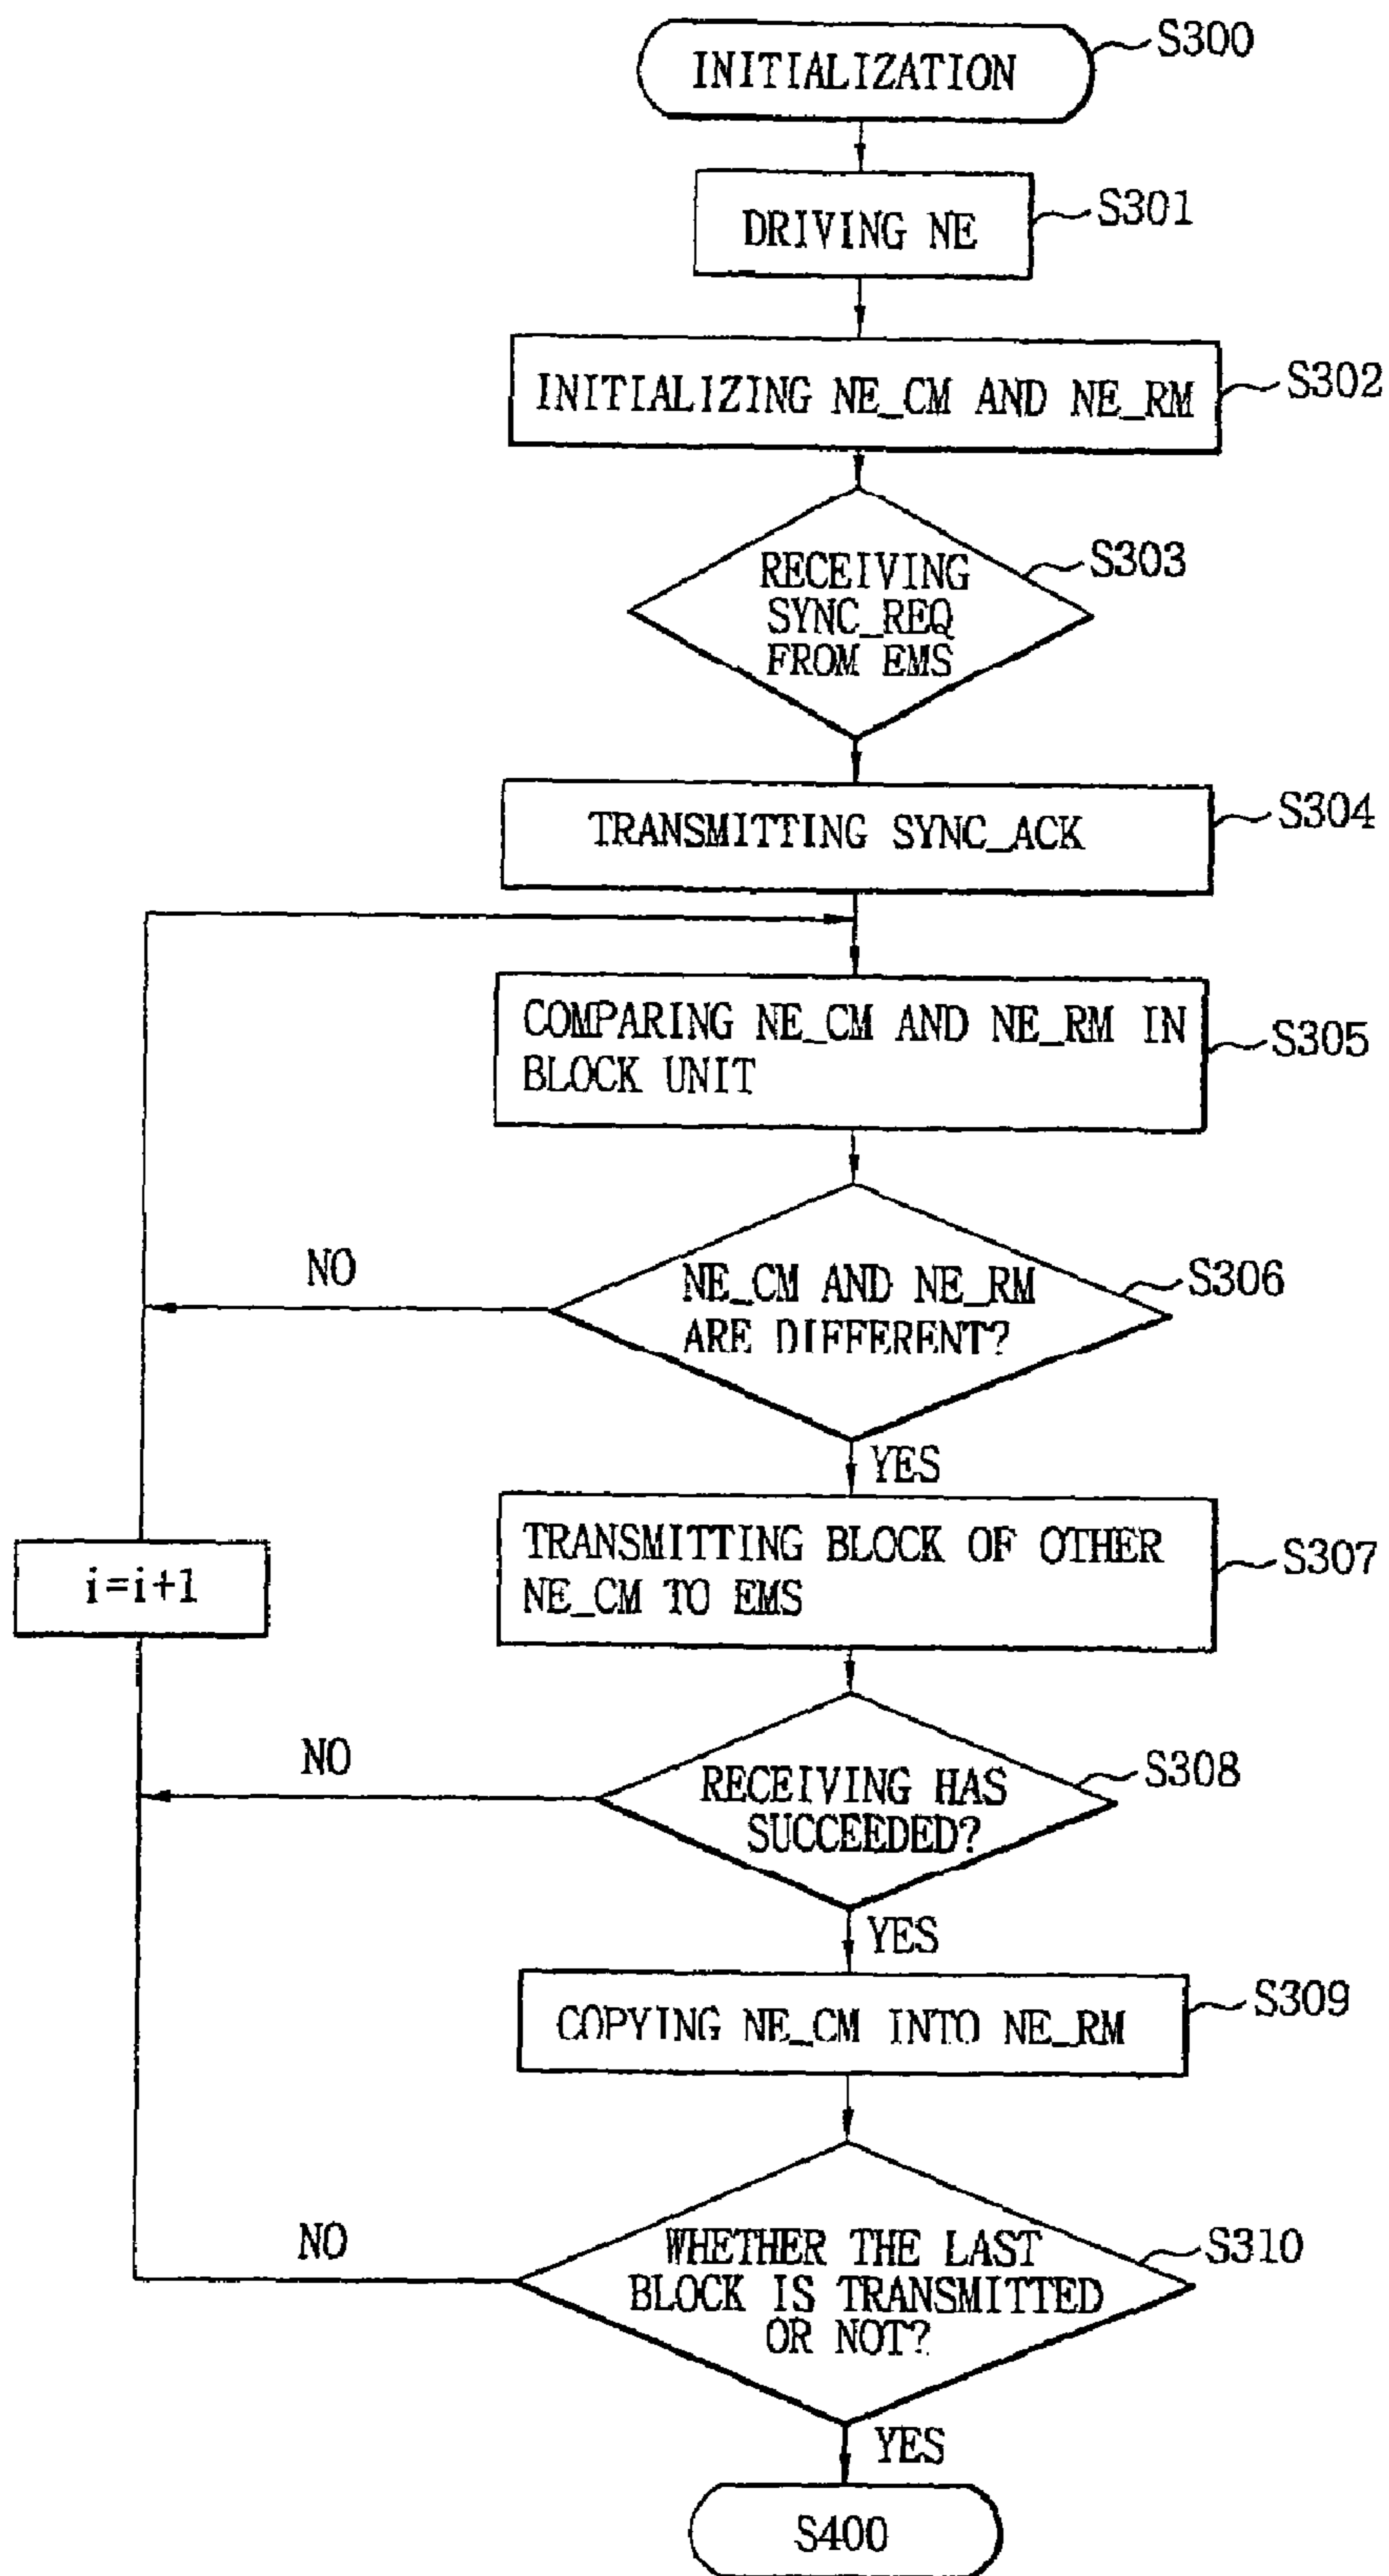 INITIALIZATION
S300
DRIVING NE
S301
INITIALIZING NE_CM AND NE_RM
S302
RECEIVING
SYNC_REQ
FROM EMS
S303
TRANSMITTING SYNC_ACK
S304
COMPARING NE_CM AND NE_RM IN
BLOCK UNIT
S305
NE_CM AND NE_RM
ARE DIFFERENT?
S306
NO
YES
TRANSMITTING BLOCK OF OTHER
NE_CM TO EMS
S307
i=i+1
RECEIVING HAS
SUCCEEDED?
S308
NO
YES
COPYING NE_CM INTO NE_RM
S309
WHETHER THE LAST
BLOCK IS TRANSMITTED
OR NOT?
S310
NO
YES
S400